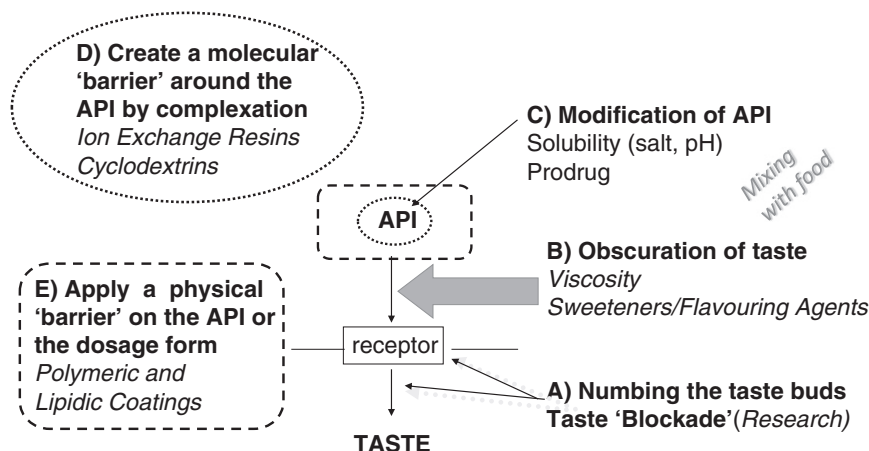 D) Create a molecular
‘barrier’ around the
API by complexation
Ion Exchange Resins
Cyclodextrins
C) Modification of API
Solubility (salt, pH)
Prodrug
Mixing
with food
API
B) Obscuration of taste
Viscosity
Sweeteners/Flavouring Agents
E) Apply a physical
‘barrier’ on the API or
the dosage form
Polymeric and
Lipidic Coatings
receptor
A) Numbing the taste buds
Taste ‘Blockade’(Research)
TASTE